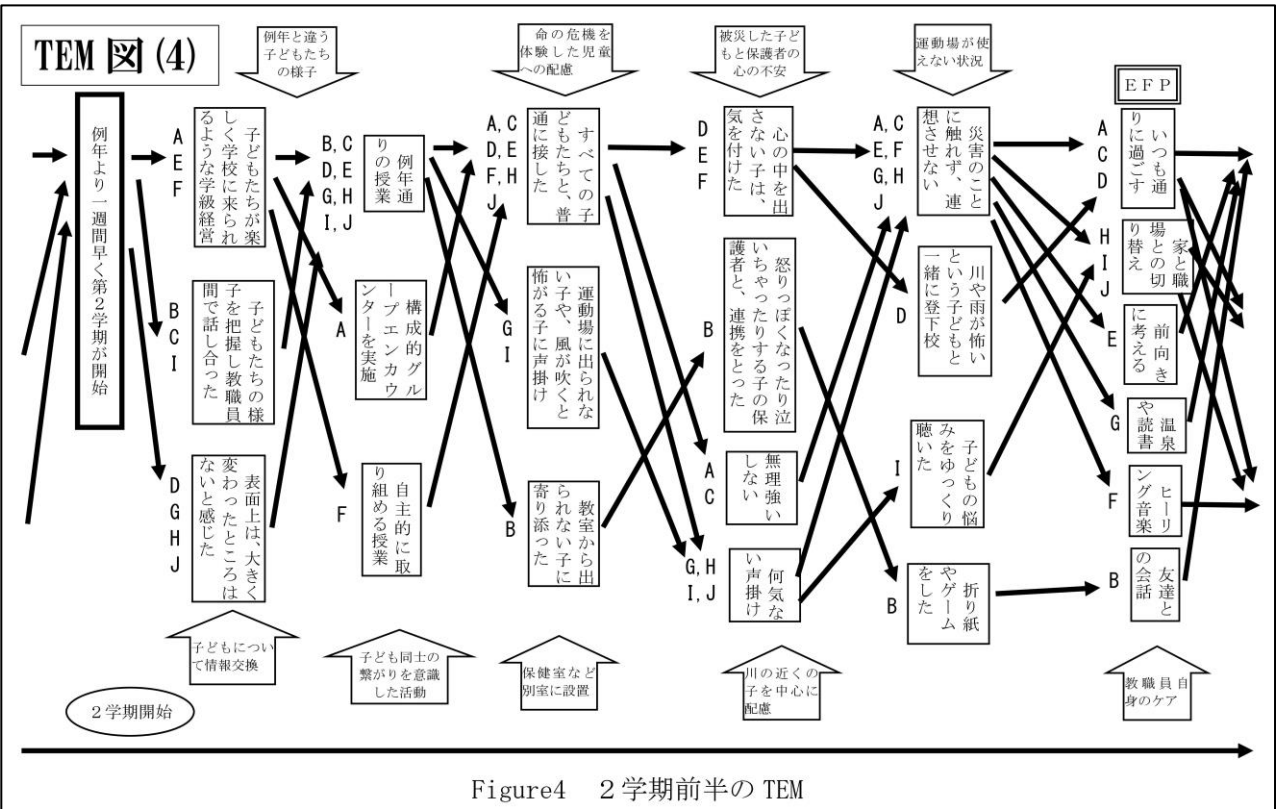 TEM 図(4)
例年と違う
子どもたち
の様子
命の危機を
体験した児童
への配慮
被災した子ど
もと保護者の
心の不安
運動場が使
えない状況
例年より一週間早く第2学期が開始
A
E
F
子どもたちが楽
しく学校に来られ
るような学級経営
B
C
I
子どもたちの様
子を把握し教職員
間で話し合った
D
G
H
J
表面上は、大きく
変わったところは
ないと感じた
B, C
D, E
G, H
I, J
例年通
りの授業
A
構成的グル
ープエンカウ
ンターを実施
F
自主的に取
り組める授業
A, C
D, E
F, H
J
すべての子
どもたちと、普
通に接した
G
I
運動場に出られな
い子や、風が吹くと
怖がる子に声掛け
B
教室から出
られない子に
寄り添った
D
E
F
心の中を出
さない子は、
気を付けた
B
怒りっぽくなったり泣
いちゃったりする子の保
護者と、連携をとった
A
C
無理強い
しない
G, H
I, J
何気な
い声掛け
A, C
E, F
G, H
J
災害のこと
に触れず、連
想させない
D
川や雨が怖い
という子どもと
一緒に登下校
I
子どもの悩
みをゆっくり
聴いた
B
折り紙
やゲーム
をした
EFP
A
C
D
いつも通
りに過ごす
H
I
J
家と職
場との切
り替え
E
前向き
に考える
G
温泉
や読書
F
ヒーリ
ング音楽
B
友達と
の会話
子どもについ
て情報交換
子ども同士の
繋がりを意識
した活動
保健室など
別室に設置
川の近くの
子を中心に
配慮
教職員自
身のケア
2学期開始
Figure4 2学期前半の TEM